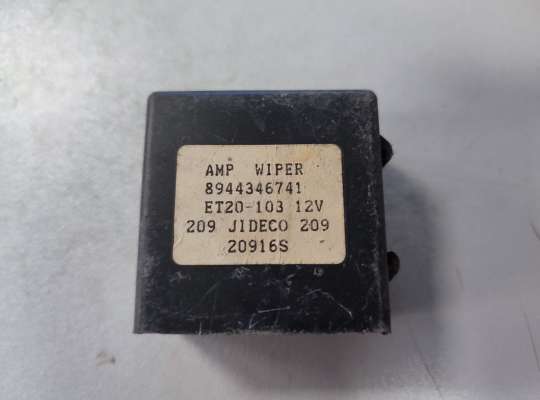 AMP WIPER
8944346741
ET20-103 12V
209 JIDECO 209
20916S